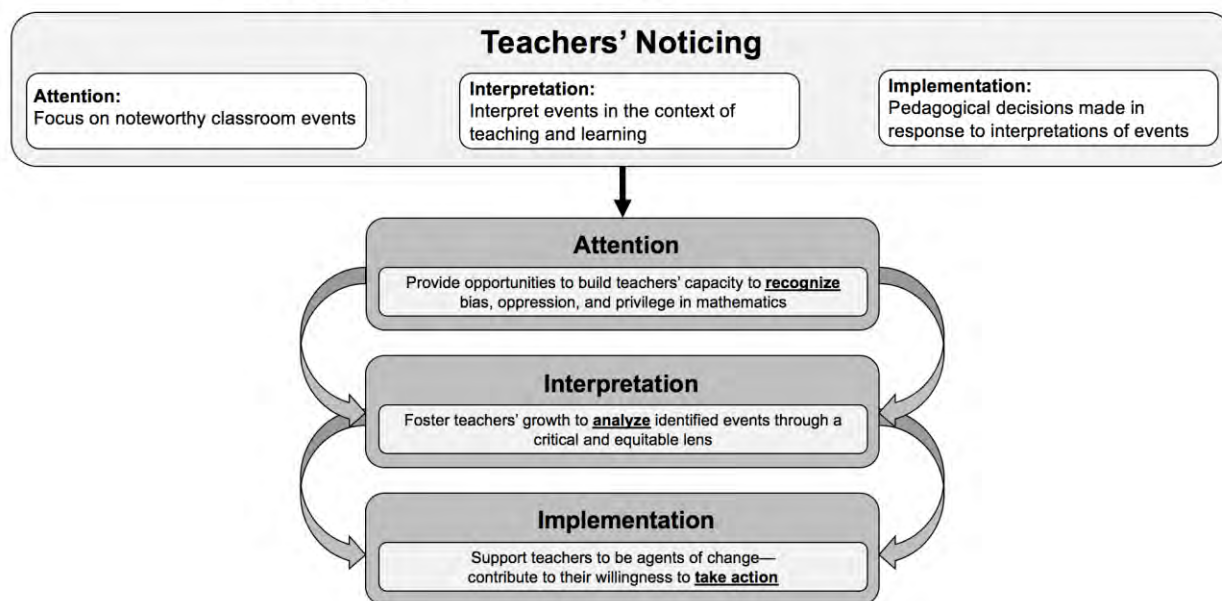 Teachers’ Noticing
Attention:
Focus on noteworthy classroom events
Interpretation:
Interpret events in the context of
teaching and learning
Implementation:
Pedagogical decisions made in
response to interpretations of events
Attention
Provide opportunities to build teachers’ capacity to recognize
bias, oppression, and privilege in mathematics
Interpretation
Foster teachers’ growth to analyze identified events through a
critical and equitable lens
Implementation
Support teachers to be agents of change—
contribute to their willingness to take action